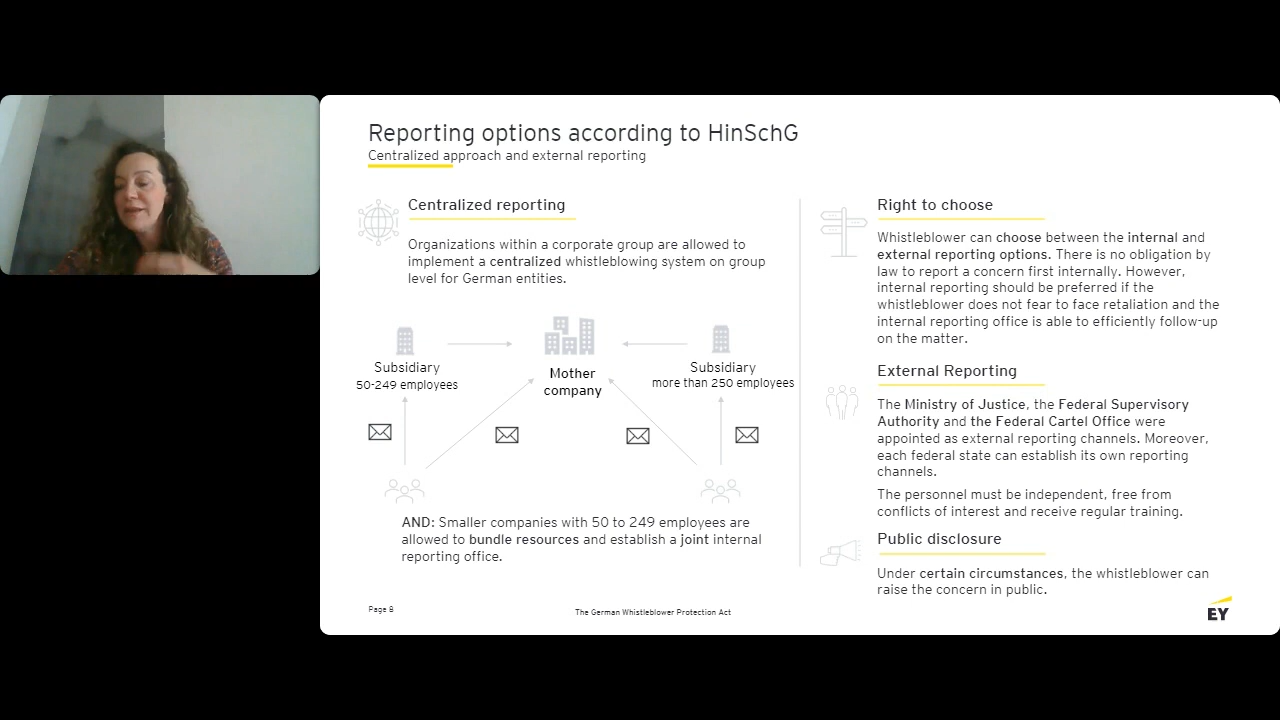 Reporting options according to HinSchG
Centralized approach and external reporting
Centralized reporting
Organizations within a corporate group are allowed to
implement a centralized whistleblowing system on group
level for German entities.
Subsidiary
50-249 employees
Mother
company
Subsidiary
more than 250 employees
AND: Smaller companies with 50 to 249 employees are
allowed to bundle resources and establish a joint internal
reporting office.
Right to choose
Whistleblower can choose between the internal and
external reporting options. There is no obligation by
law to report a concern first internally. However,
internal reporting should be preferred if the
whistleblower does not fear to face retaliation and the
internal reporting office is able to efficiently follow-up
on the matter.
External Reporting
The Ministry of Justice, the Federal Supervisory
Authority and the Federal Cartel Office were
appointed as external reporting channels. Moreover,
each federal state can establish its own reporting
channels.
The personnel must be independent, free from
conflicts of interest and receive regular training.
Public disclosure
Under certain circumstances, the whistleblower can
raise the concern in public.
Page 8
The German Whistleblower Protection Act
EY